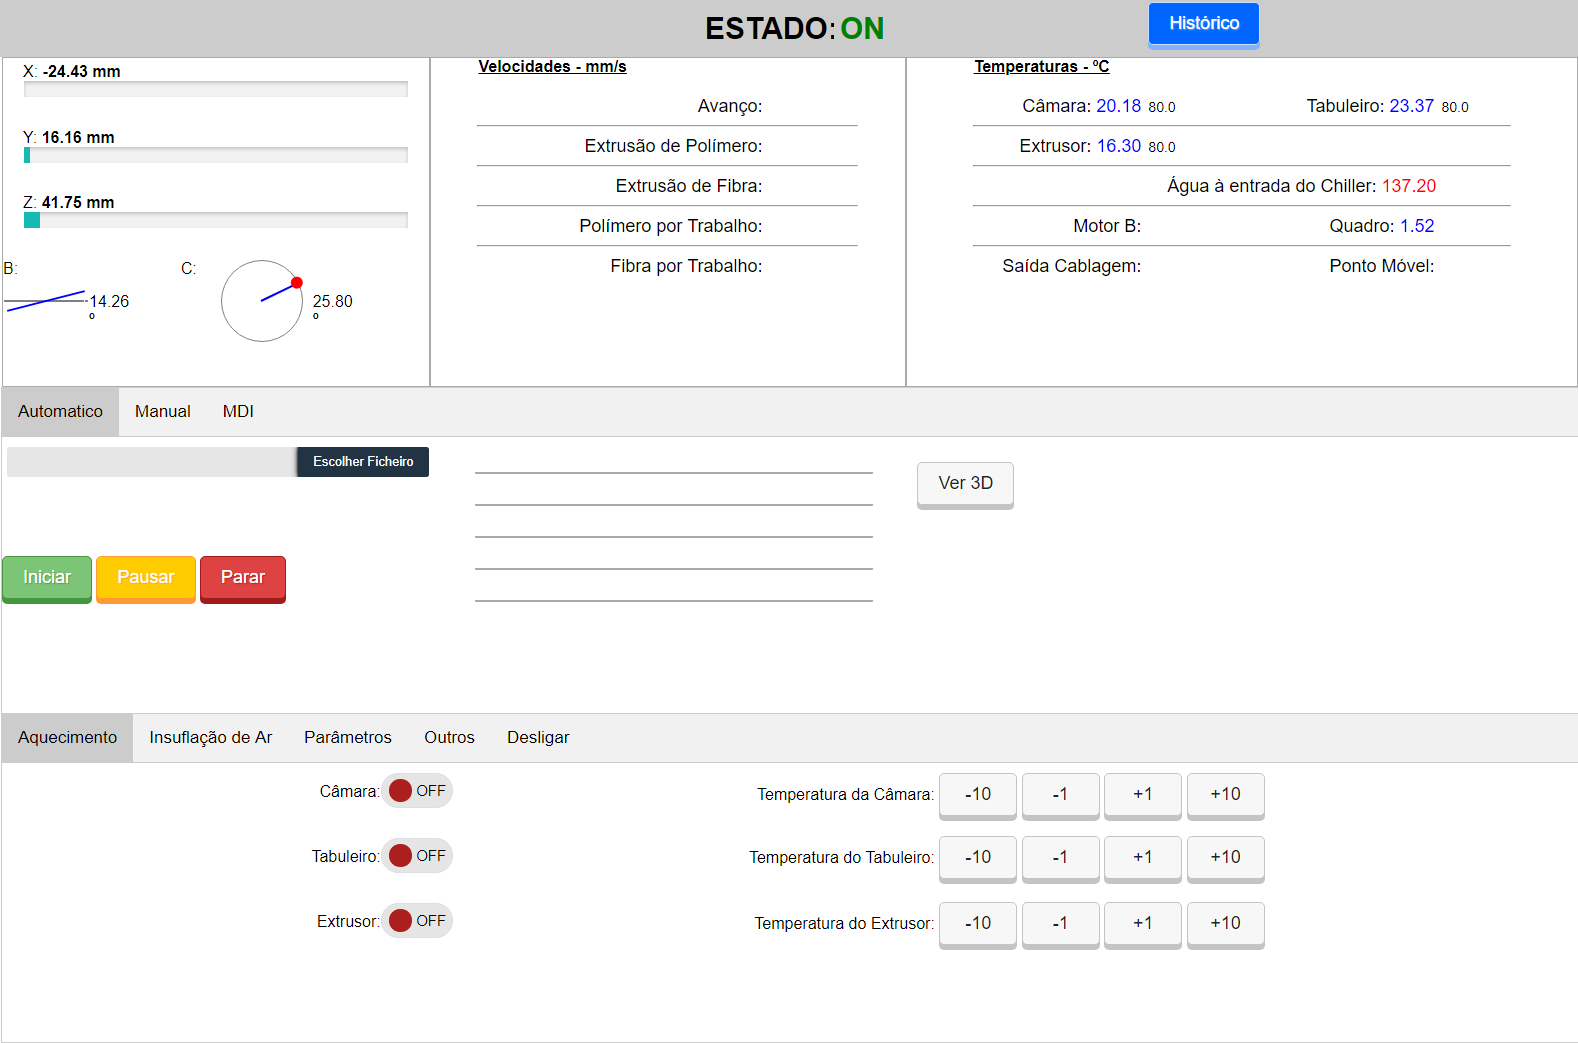 ESTADO: ON
Histórico
X: -24.43 mm
Y: 16.16 mm
Z: 41.75 mm
B:
14.26
º
C:
25.80
º
Velocidades - mm/s
Avanço:
Extrusão de Polímero:
Extrusão de Fibra:
Polímero por Trabalho:
Fibra por Trabalho:
Temperaturas - ºC
Câmara: 20.18 80.0 Tabuleiro: 23.37 80.0
Extrusor: 16.30 80.0
Água à entrada do Chiller: 137.20
Motor B: Quadro: 1.52
Saída Cablagem: Ponto Móvel:
Automatico Manual MDI
Escolher Ficheiro
Ver 3D
Iniciar Pausar Parar
Aquecimento Insuflação de Ar Parâmetros Outros Desligar
Câmara: OFF Temperatura da Câmara: -10 -1 +1 +10
Tabuleiro: OFF Temperatura do Tabuleiro: -10 -1 +1 +10
Extrusor: OFF Temperatura do Extrusor: -10 -1 +1 +10